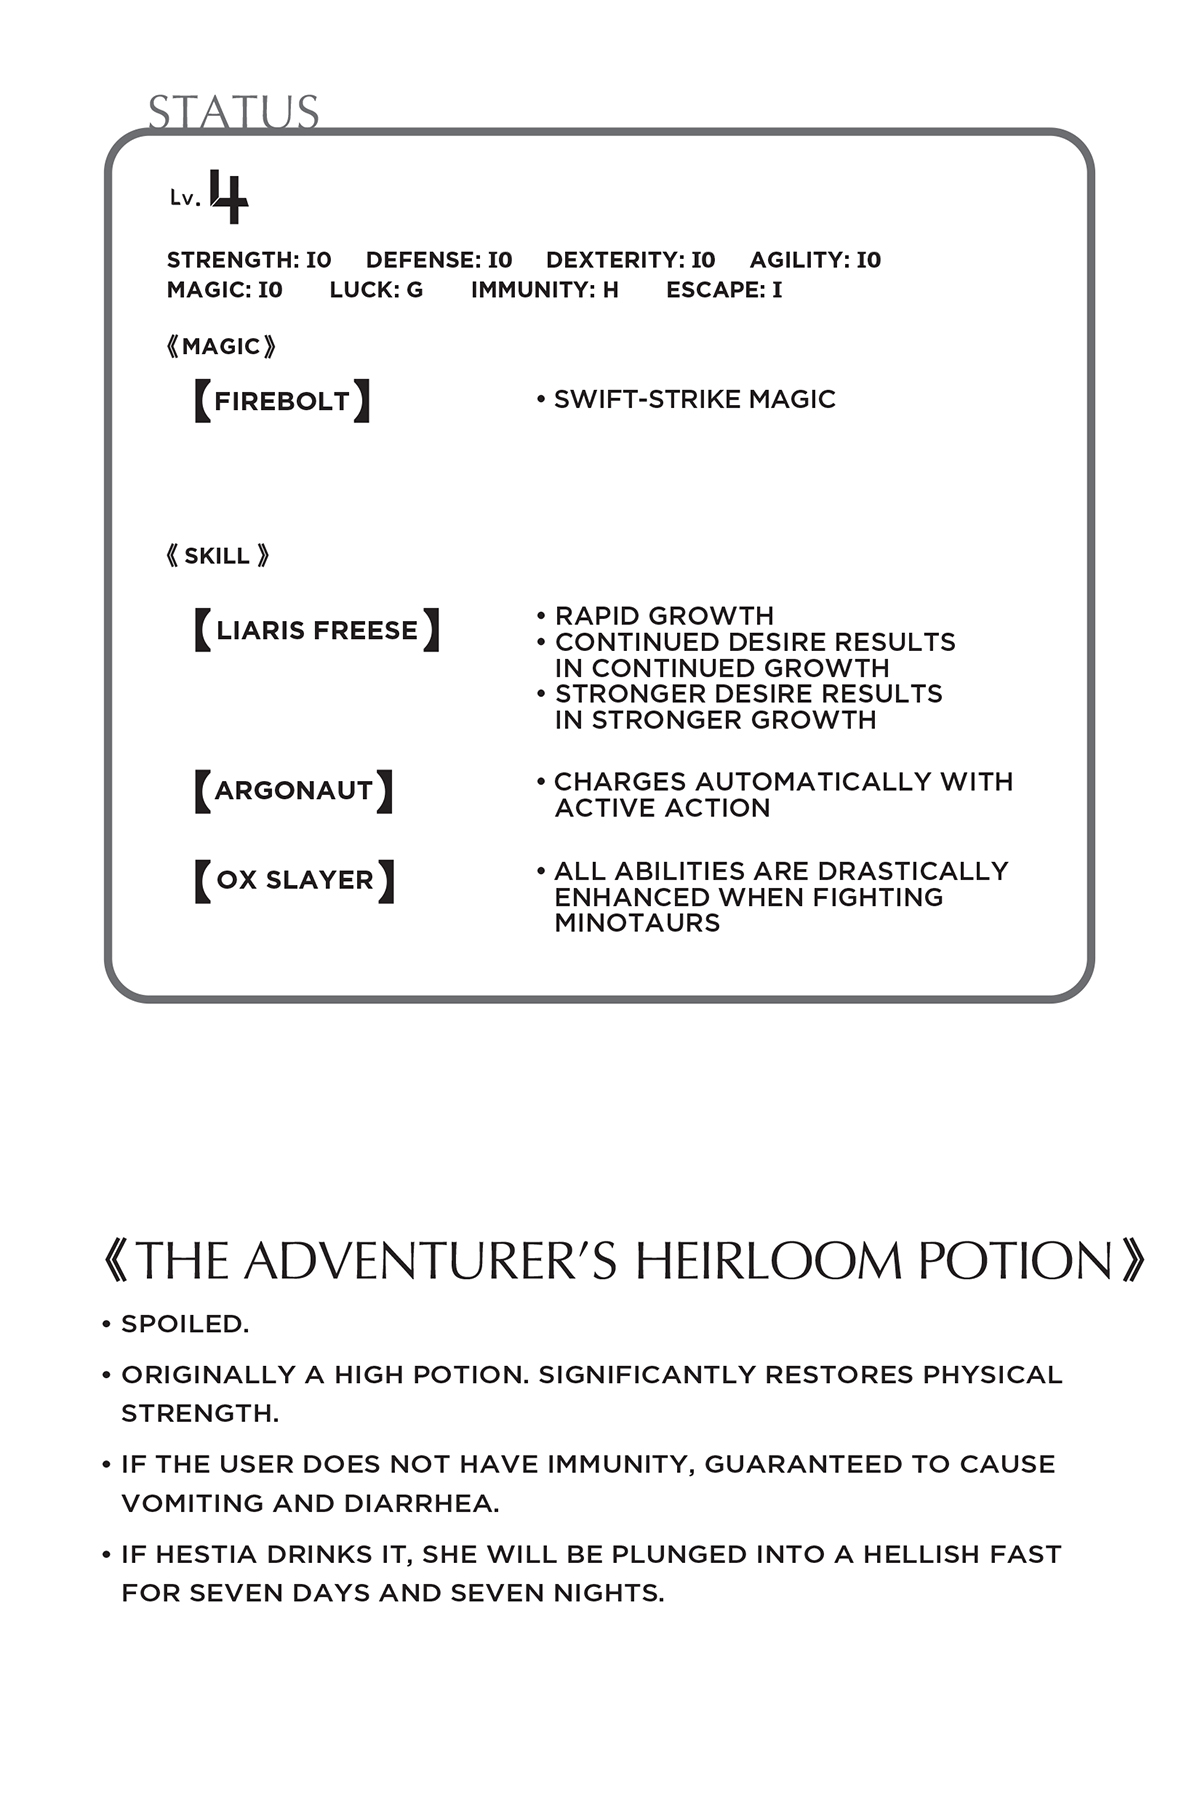 STATUS
Lv. 4
STRENGTH: I0 DEFENSE: I0 DEXTERITY: I0 AGILITY: I0
MAGIC: I0 LUCK: G IMMUNITY: H ESCAPE: I
《MAGIC》
【FIREBOLT】 • SWIFT-STRIKE MAGIC
《SKILL》
【LIARIS FREESE】 • RAPID GROWTH
• CONTINUED DESIRE RESULTS
IN CONTINUED GROWTH
• STRONGER DESIRE RESULTS
IN STRONGER GROWTH
【ARGONAUT】 • CHARGES AUTOMATICALLY WITH
ACTIVE ACTION
【OX SLAYER】 • ALL ABILITIES ARE DRASTICALLY
ENHANCED WHEN FIGHTING
MINOTAURS
《THE ADVENTURER’S HEIRLOOM POTION》
• SPOILED.
• ORIGINALLY A HIGH POTION. SIGNIFICANTLY RESTORES PHYSICAL
STRENGTH.
• IF THE USER DOES NOT HAVE IMMUNITY, GUARANTEED TO CAUSE
VOMITING AND DIARRHEA.
• IF HESTIA DRINKS IT, SHE WILL BE PLUNGED INTO A HELLISH FAST
FOR SEVEN DAYS AND SEVEN NIGHTS.